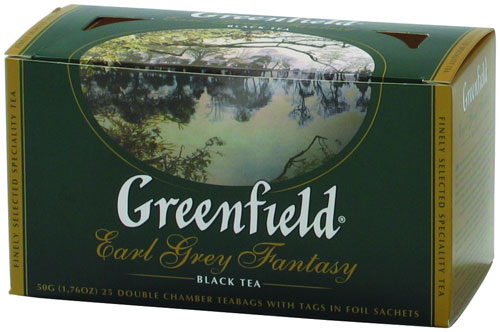 Greenfield®
Earl Grey Fantasy
BLACK TEA
50G (1,76OZ) 25 DOUBLE CHAMBER TEABAGS WITH TAGS IN FOIL SACHETS
FINELY SELECTED SPECIALITY TEA
FINELY SELECTED SPECIALITY TEA
Greenfield